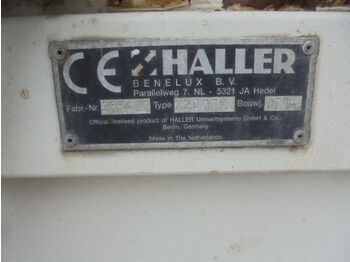 CE HALLER
BENELUX B.V.
Parallelweg 7. NL - 5321 JA Hedel
Fabr.-Nr. Type Bouwj.
Official licensed product of HALLER Umweltsysteme GmbH & Co.
Berlin, Germany
Made in The Netherlands